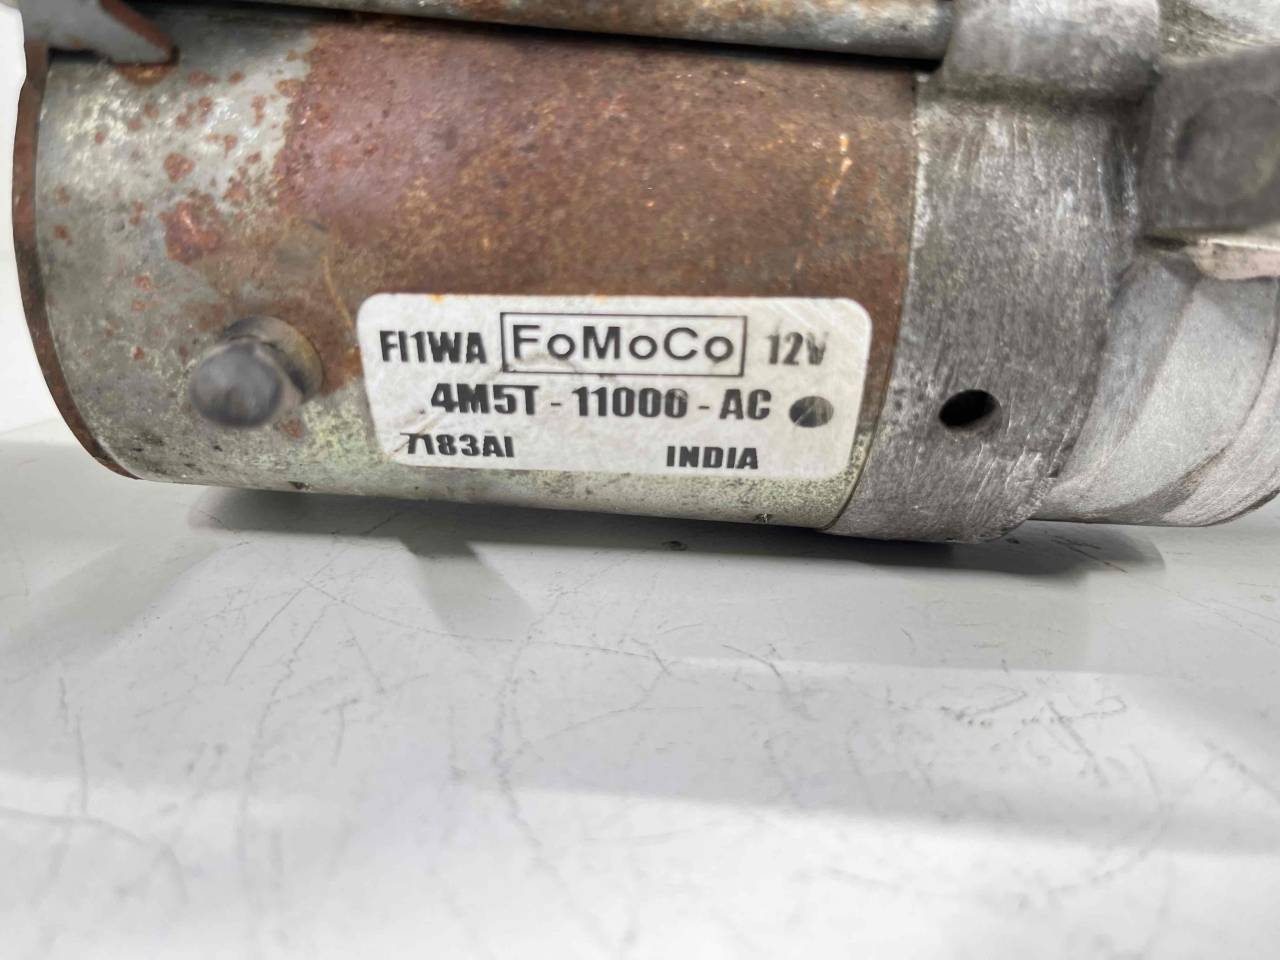 FI1WA FoMoCo 12V
4M5T - 11000 - AC
7183AI INDIA